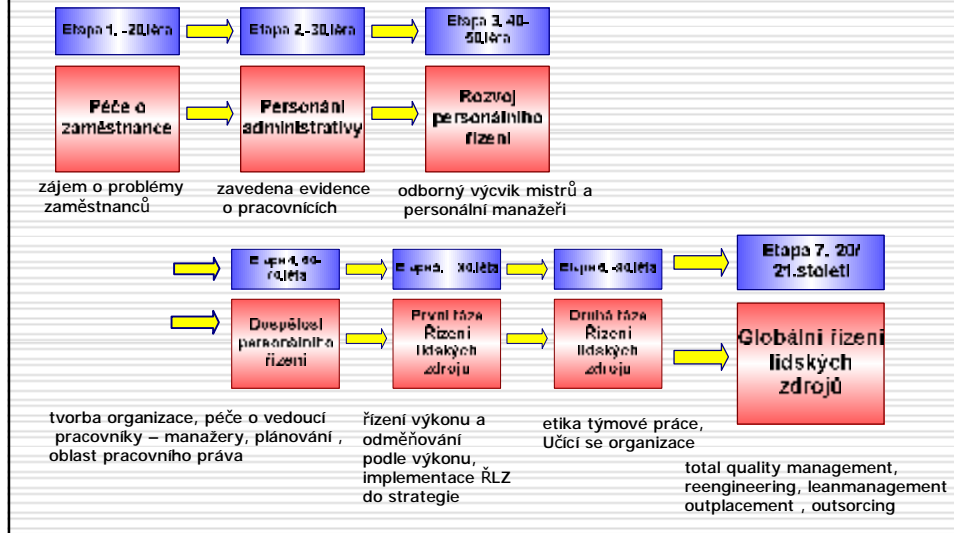 Etapa 1. -20.léra
Etapa 2.-30.léra
Etapa 3. 40-
50.léra
Péče o
zaměstnance
Personání
administrativy
Rozvoj
personálního
řízení
zájem o problémy
zaměstnanců
zavedena evidence
o pracovnících
odborný výcvik mistrů a
personální manažeři
Etapa 7. 20/
21.století
Dospělost
personálního
řízení
První fáze
Řízení
lidských
zdrojů
Druhá fáze
Řízení
lidských
zdrojů
Globální řízení
lidských
zdrojů
tvorba organizace, péče o vedoucí
pracovníky – manažery, plánování ,
oblast pracovního práva
řízení výkonu a
odměňování
podle výkonu,
implementace ŘLZ
do strategie
etika týmové práce,
Učící se organizace
total quality management,
reengineering, leanmanagement
outplacement , outsorcing